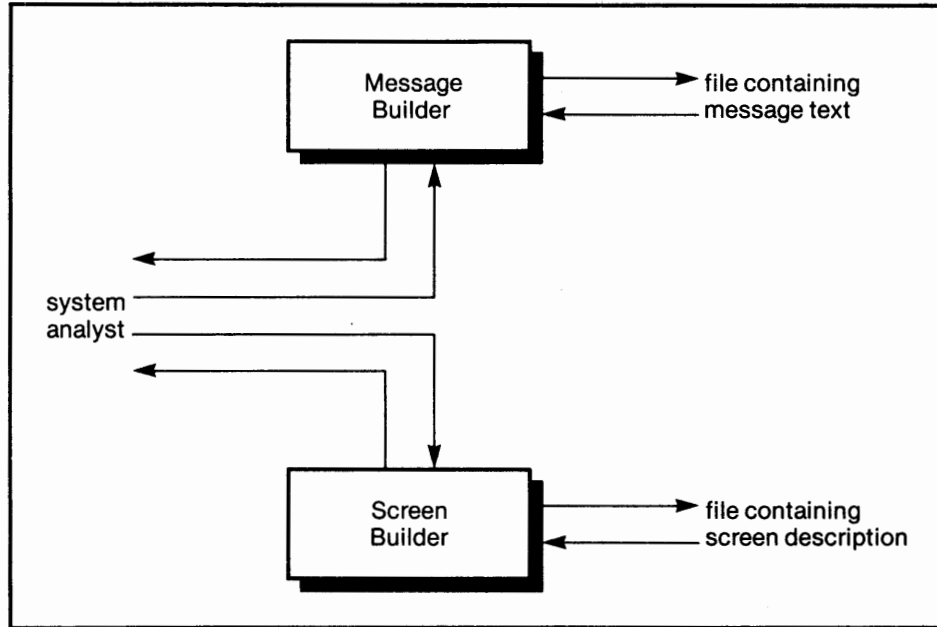 Message
Builder
file containing
message text
system
analyst
Screen
Builder
file containing
screen description